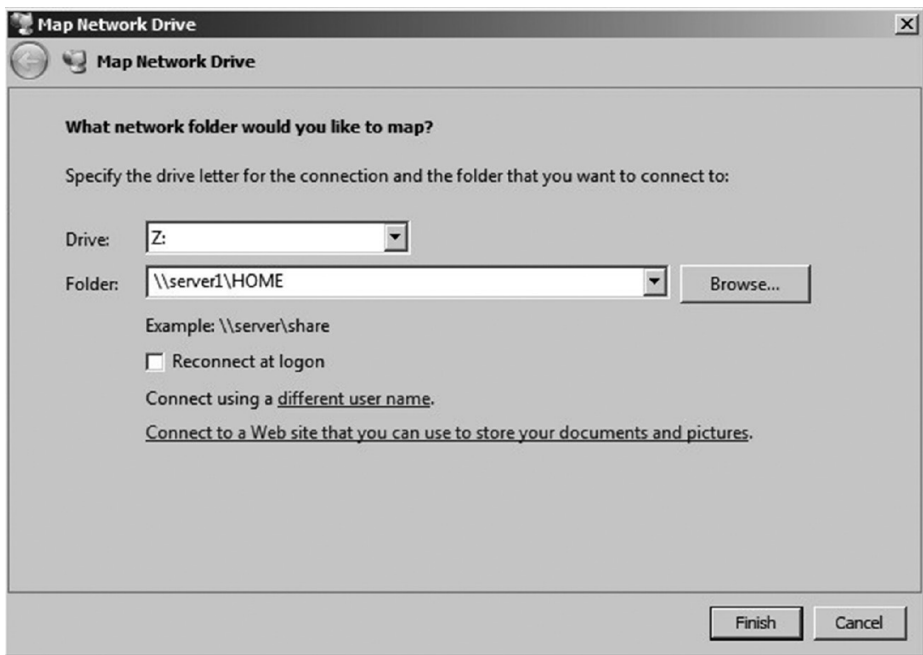 Map Network Drive
Map Network Drive
What network folder would you like to map?
Specify the drive letter for the connection and the folder that you want to connect to:
Drive: Z:
Folder: \\server1\HOME Browse...
Example: \\server\share
Reconnect at logon
Connect using a different user name.
Connect to a Web site that you can use to store your documents and pictures.
Finish Cancel